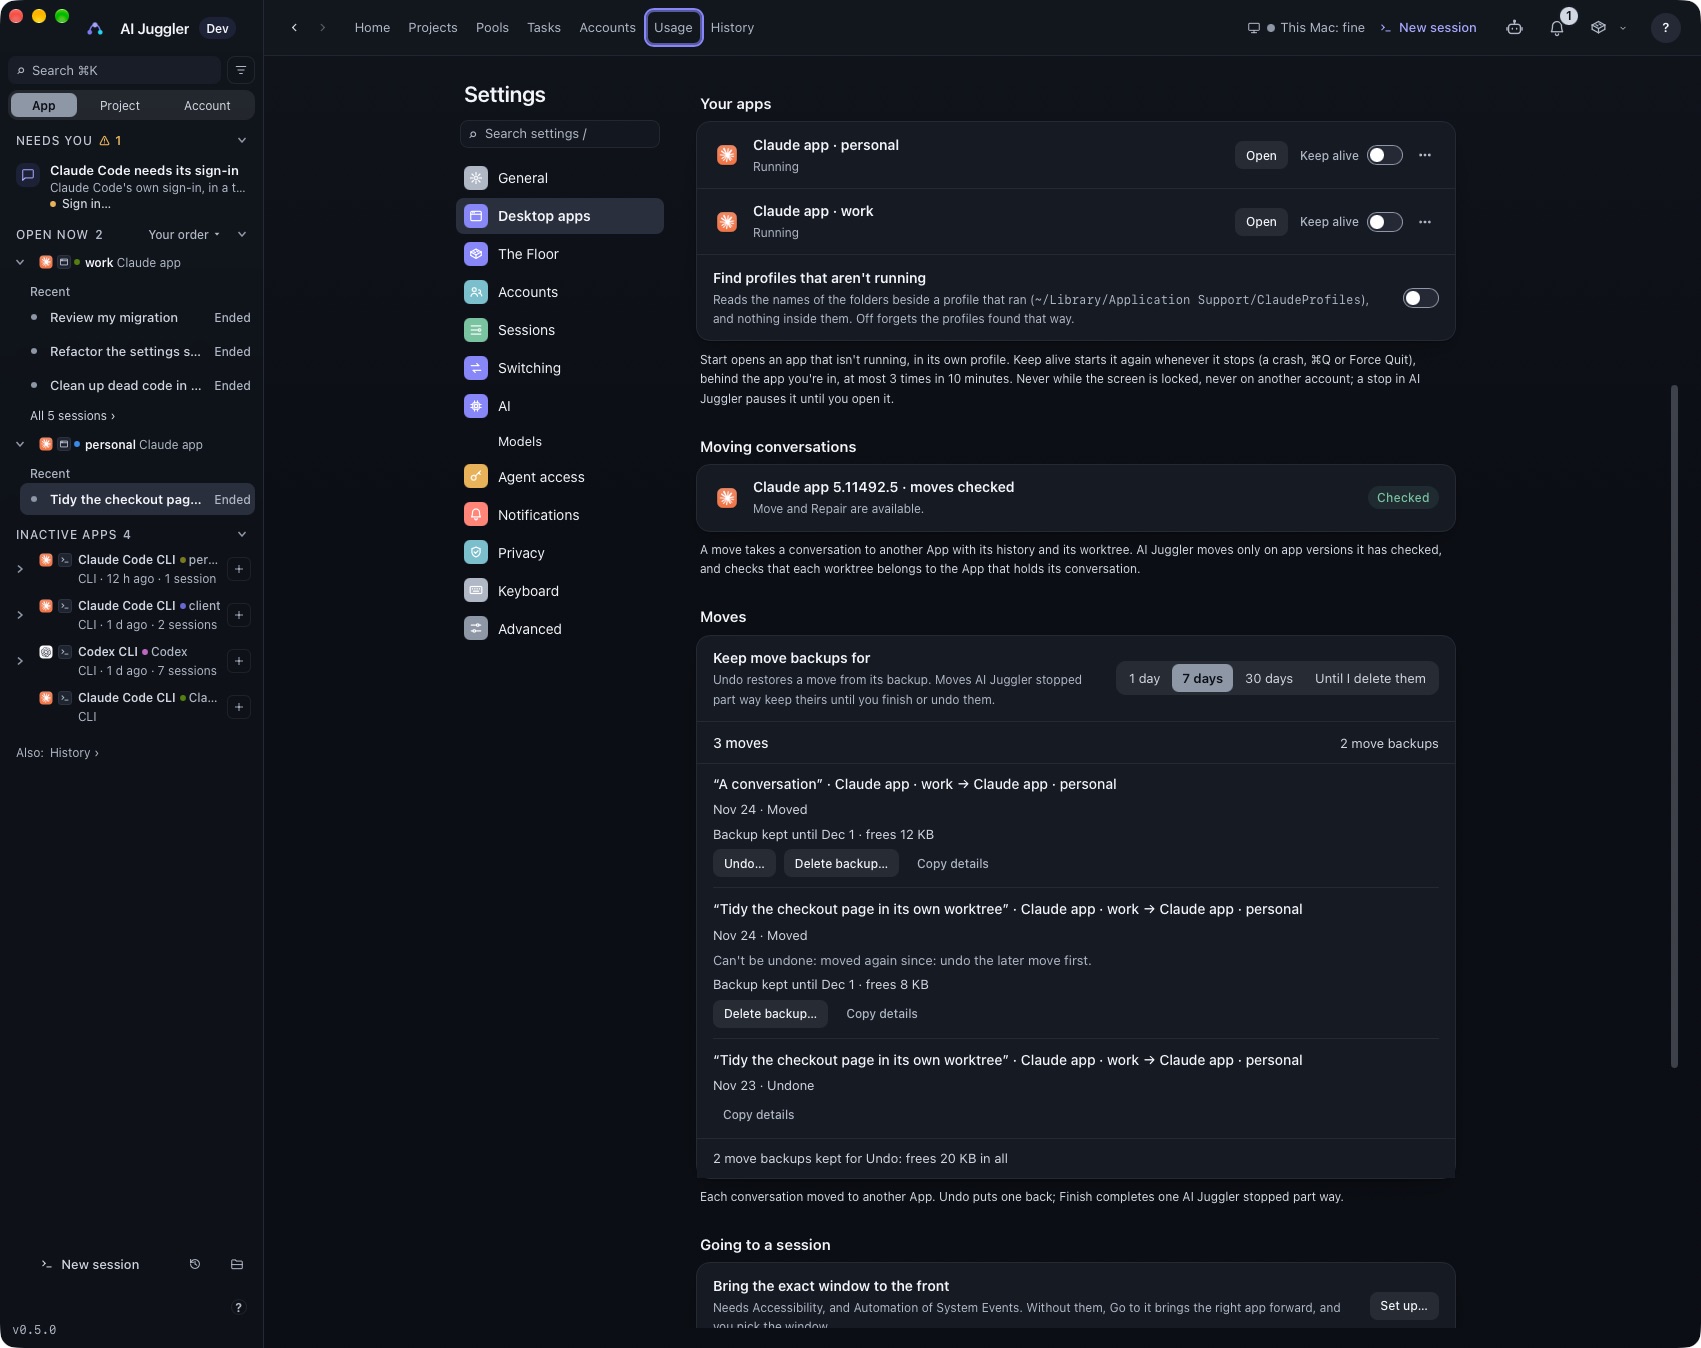 AI Juggler Dev
Search ⌘K
App Project Account
NEEDS YOU 1
Claude Code needs its sign-in
Claude Code's own sign-in, in a t...
Sign in...
OPEN NOW 2 Your order
work Claude app
Recent
Review my migration Ended
Refactor the settings s... Ended
Clean up dead code in ... Ended
All 5 sessions ›
personal Claude app
Recent
Tidy the checkout pag... Ended
INACTIVE APPS 4
Claude Code CLI per...
CLI · 12 h ago · 1 session
Claude Code CLI client
CLI · 1 d ago · 2 sessions
Codex CLI Codex
CLI · 1 d ago · 7 sessions
Claude Code CLI Cla...
CLI
Also: History ›
New session
?
v0.5.0
Home Projects Pools Tasks Accounts Usage History
This Mac: fine New session 1 ?
Settings
Search settings /
General
Desktop apps
The Floor
Accounts
Sessions
Switching
AI
Models
Agent access
Notifications
Privacy
Keyboard
Advanced
Your apps
Claude app · personal
Running
Open Keep alive
Claude app · work
Running
Open Keep alive
Find profiles that aren't running
Reads the names of the folders beside a profile that ran (~/Library/Application Support/ClaudeProfiles),
and nothing inside them. Off forgets the profiles found that way.
Start opens an app that isn't running, in its own profile. Keep alive starts it again whenever it stops (a crash, ⌘Q or Force Quit),
behind the app you're in, at most 3 times in 10 minutes. Never while the screen is locked, never on another account; a stop in AI
Juggler pauses it until you open it.
Moving conversations
Claude app 5.11492.5 · moves checked
Move and Repair are available.
Checked
A move takes a conversation to another App with its history and its worktree. AI Juggler moves only on app versions it has checked,
and checks that each worktree belongs to the App that holds its conversation.
Moves
Keep move backups for
Undo restores a move from its backup. Moves AI Juggler stopped
part way keep theirs until you finish or undo them.
1 day 7 days 30 days Until I delete them
3 moves 2 move backups
“A conversation” · Claude app · work → Claude app · personal
Nov 24 · Moved
Backup kept until Dec 1 · frees 12 KB
Undo... Delete backup... Copy details
“Tidy the checkout page in its own worktree” · Claude app · work → Claude app · personal
Nov 24 · Moved
Can't be undone: moved again since: undo the later move first.
Backup kept until Dec 1 · frees 8 KB
Delete backup... Copy details
“Tidy the checkout page in its own worktree” · Claude app · work → Claude app · personal
Nov 23 · Undone
Copy details
2 move backups kept for Undo: frees 20 KB in all
Each conversation moved to another App. Undo puts one back; Finish completes one AI Juggler stopped part way.
Going to a session
Bring the exact window to the front
Needs Accessibility, and Automation of System Events. Without them, Go to it brings the right app forward, and
you pick the window.
Set up...